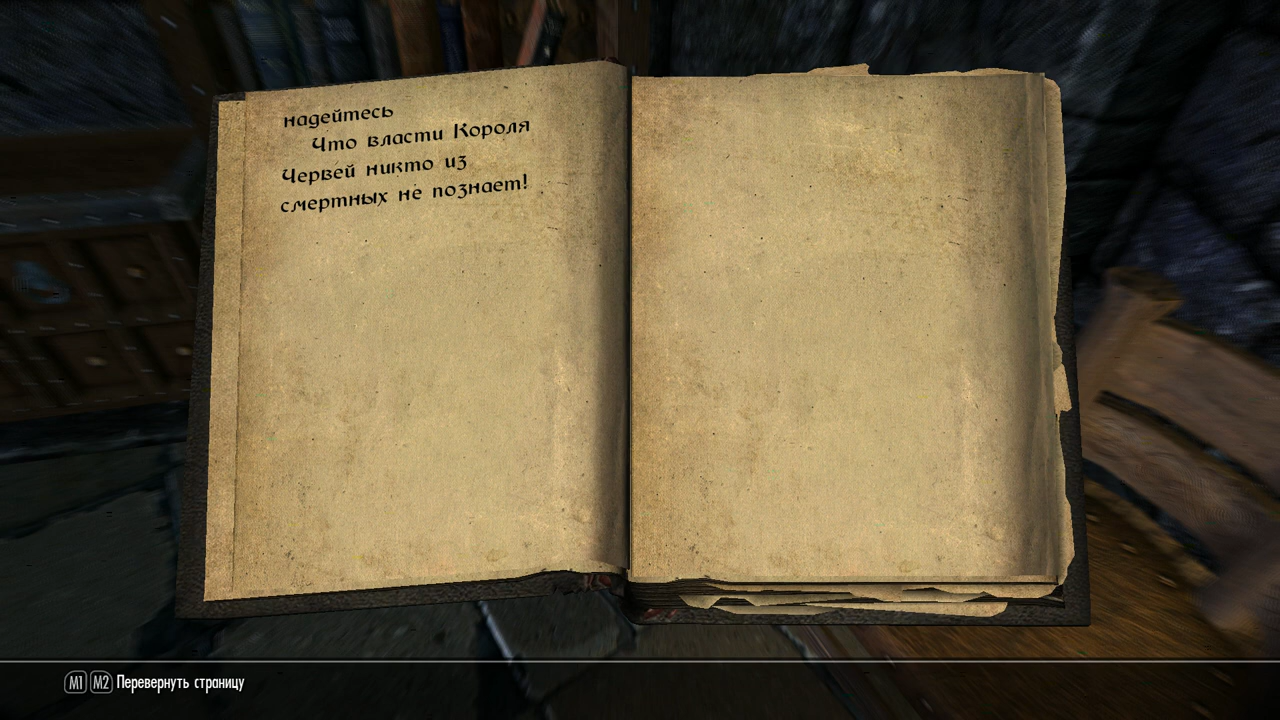 надейтесь
Что власти Короля
Червей никто из
смертных не познает!
M1 M2 Перевернуть страницу